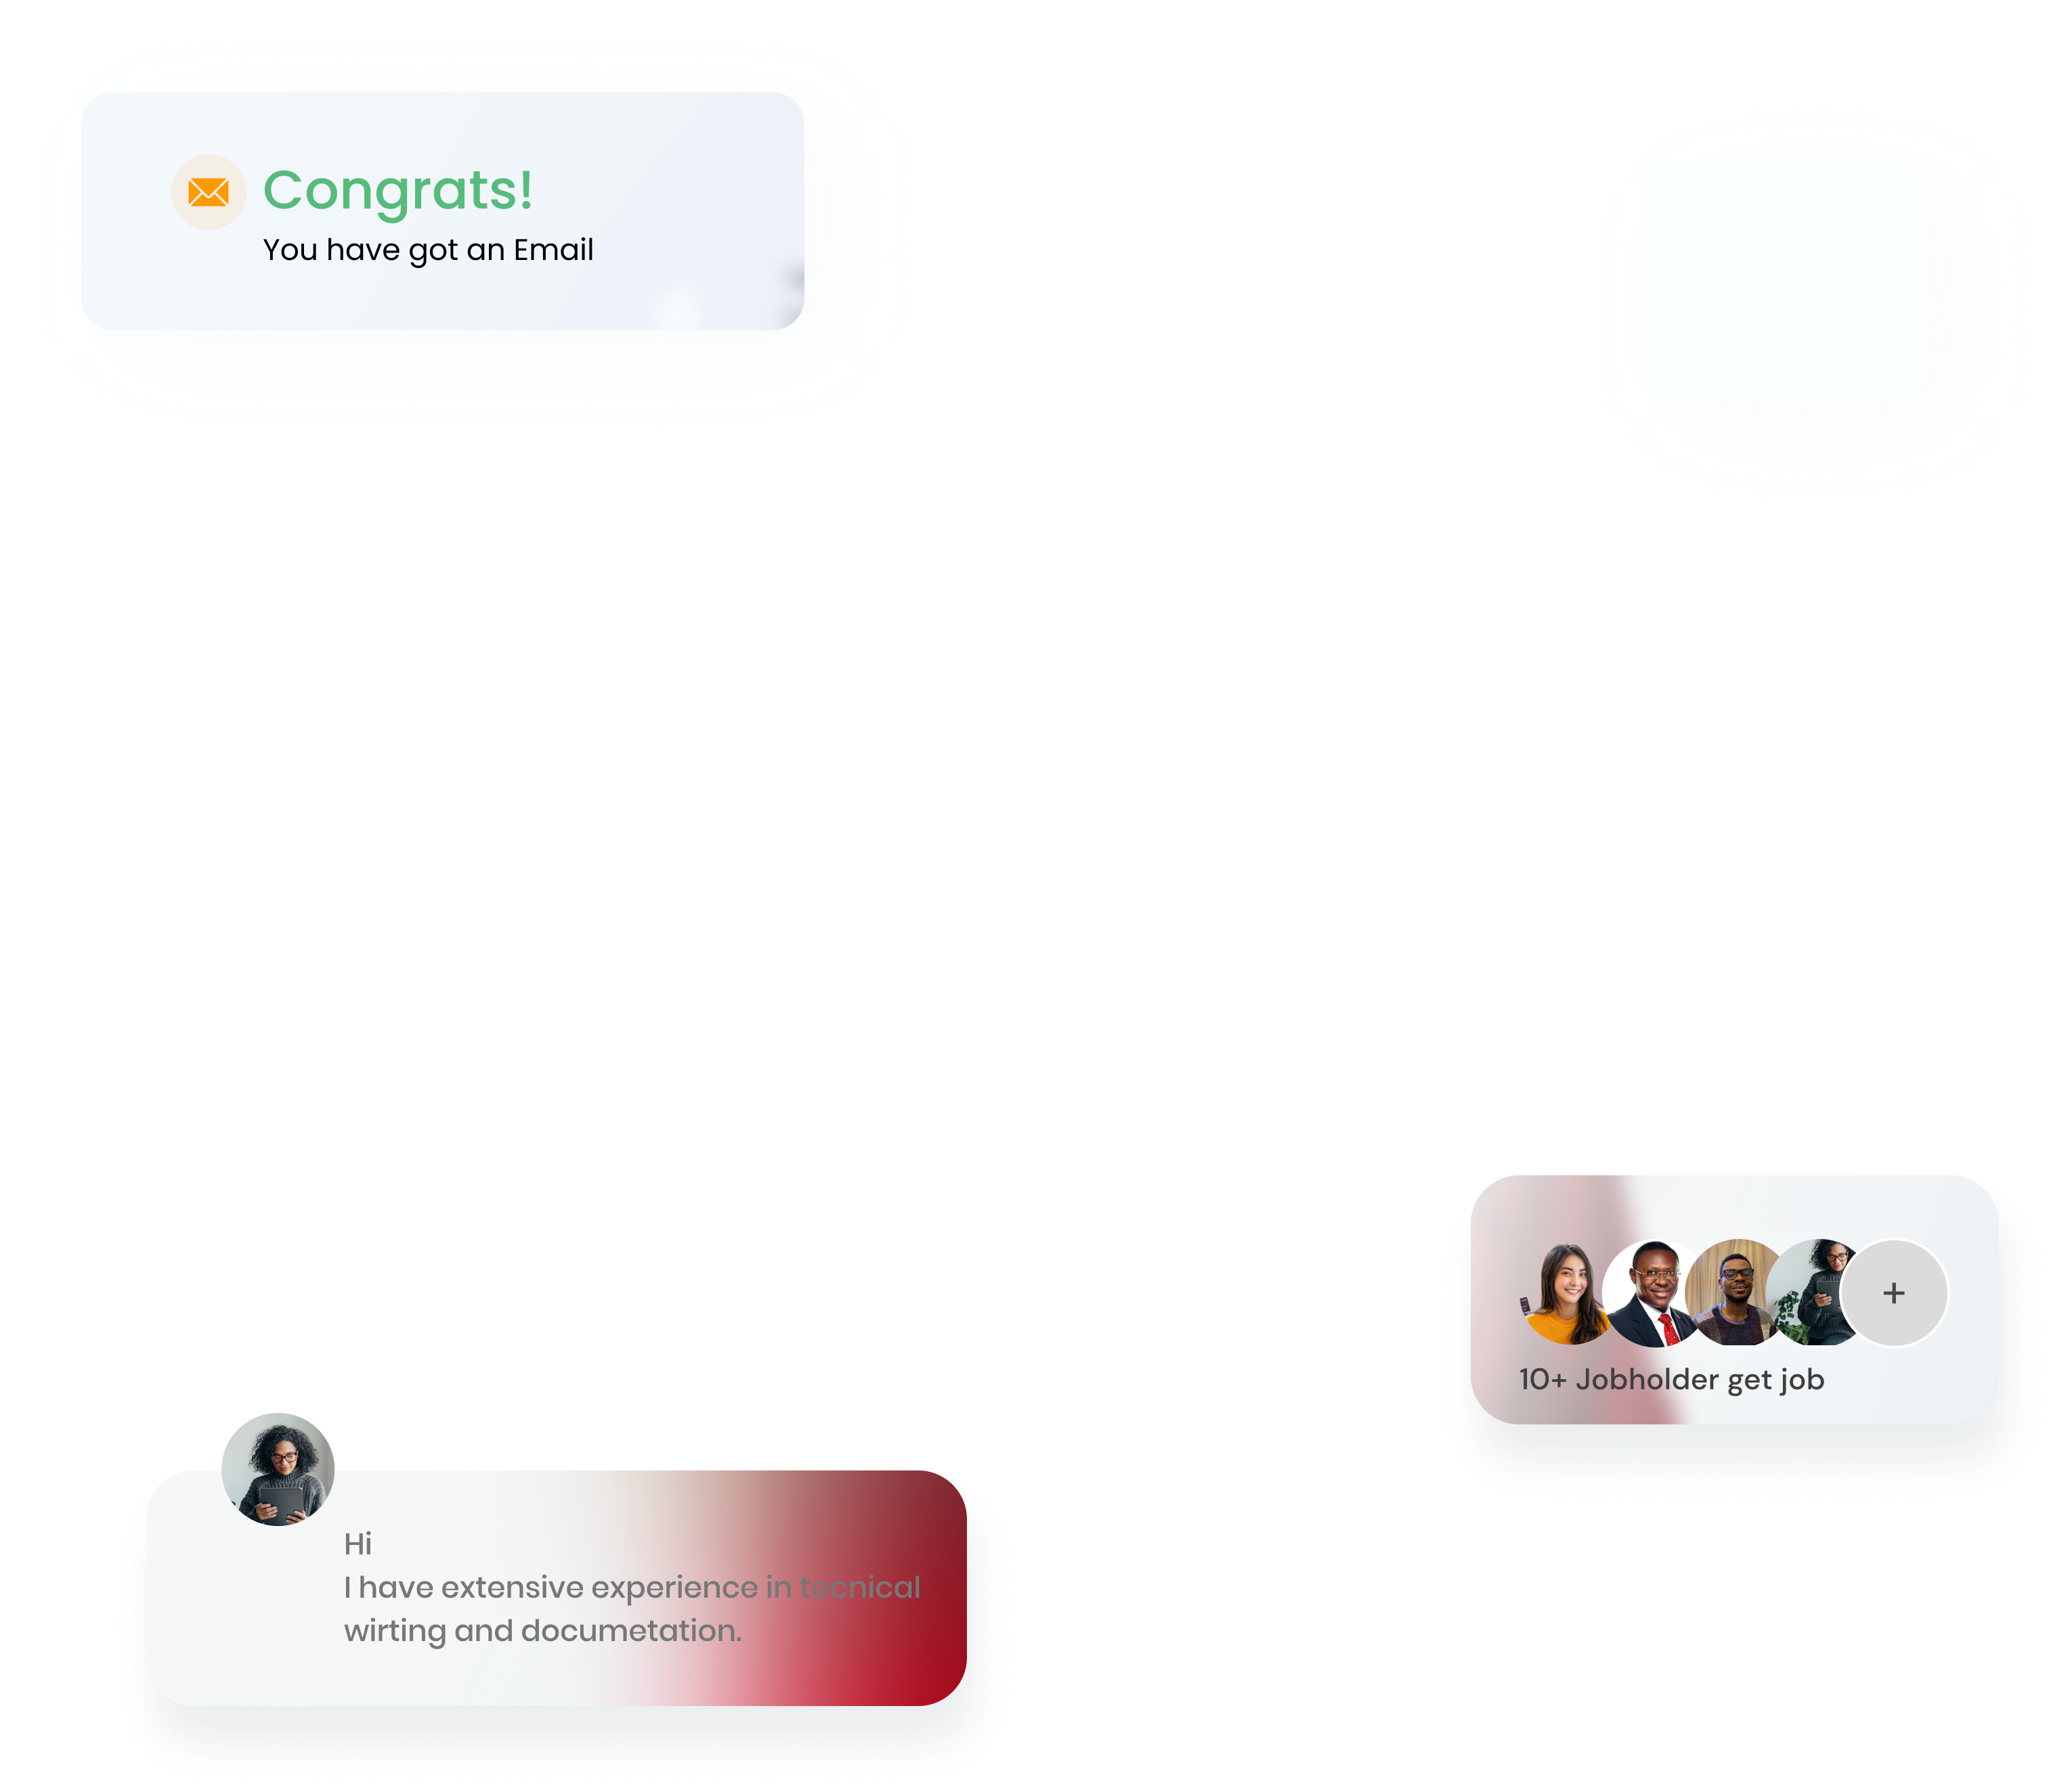 Congrats!
You have got an Email
+
10+ Jobholder get job
Hi
I have extensive experience in tecnical
wirting and documetation.